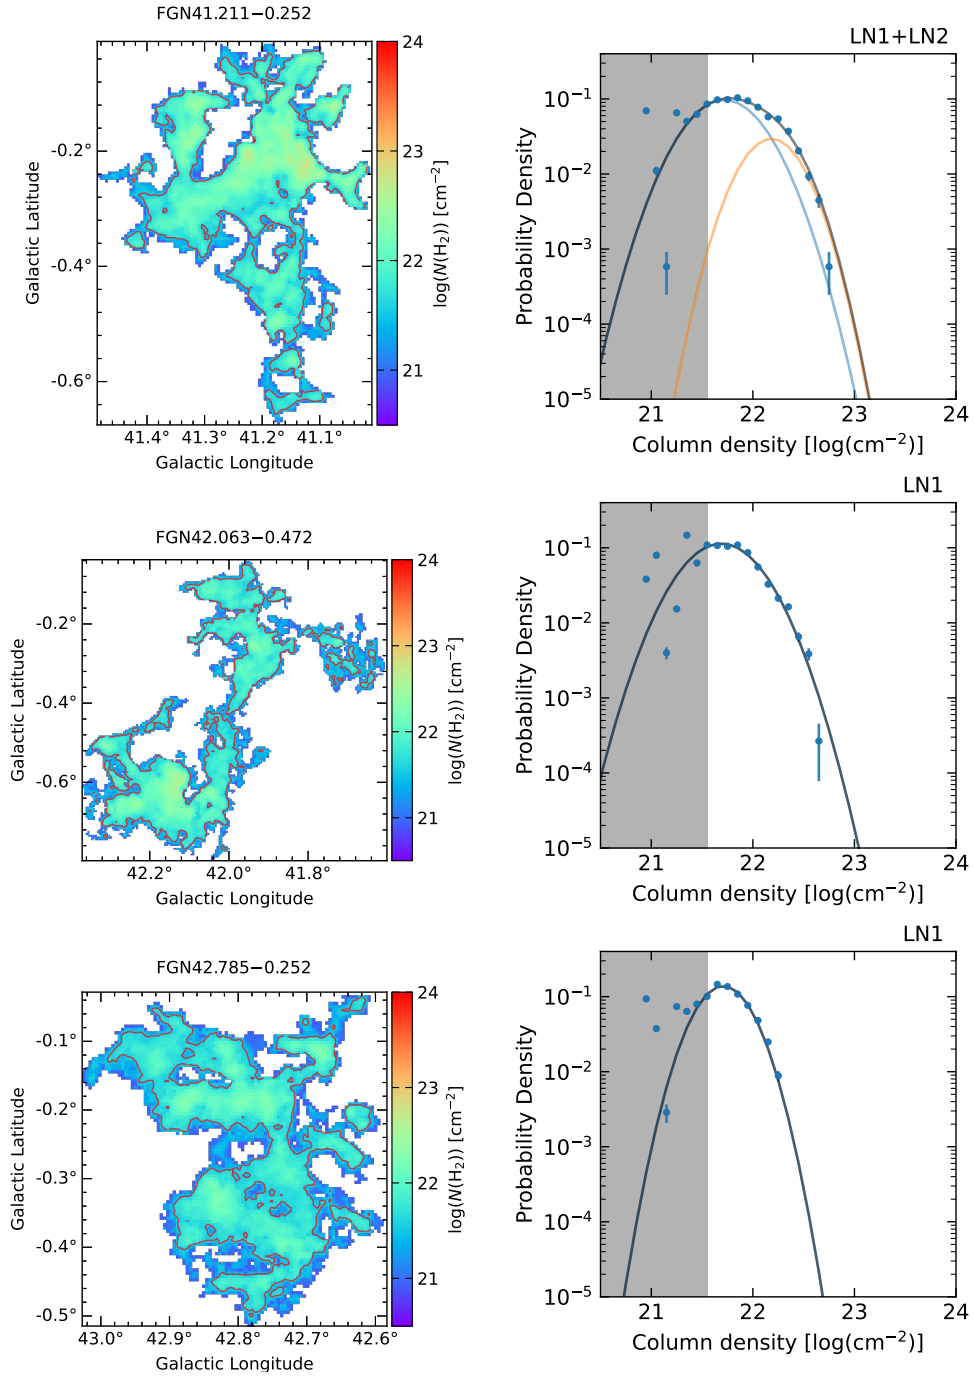 FGN41.211−0.252
LN1+LN2
24
23
22
21
log(N(H₂)) [cm⁻²]
-0.2°
-0.4°
-0.6°
Galactic Latitude
41.4° 41.3° 41.2° 41.1°
Galactic Longitude
10⁻¹
10⁻²
10⁻³
10⁻⁴
10⁻⁵
Probability Density
21 22 23 24
Column density [log(cm⁻²)]
FGN42.063−0.472
LN1
24
23
22
21
log(N(H₂)) [cm⁻²]
-0.2°
-0.4°
-0.6°
Galactic Latitude
42.2° 42.0° 41.8°
Galactic Longitude
10⁻¹
10⁻²
10⁻³
10⁻⁴
10⁻⁵
Probability Density
21 22 23 24
Column density [log(cm⁻²)]
FGN42.785−0.252
LN1
24
23
22
21
log(N(H₂)) [cm⁻²]
-0.1°
-0.2°
-0.3°
-0.4°
-0.5°
Galactic Latitude
43.0° 42.9° 42.8° 42.7° 42.6°
Galactic Longitude
10⁻¹
10⁻²
10⁻³
10⁻⁴
10⁻⁵
Probability Density
21 22 23 24
Column density [log(cm⁻²)]